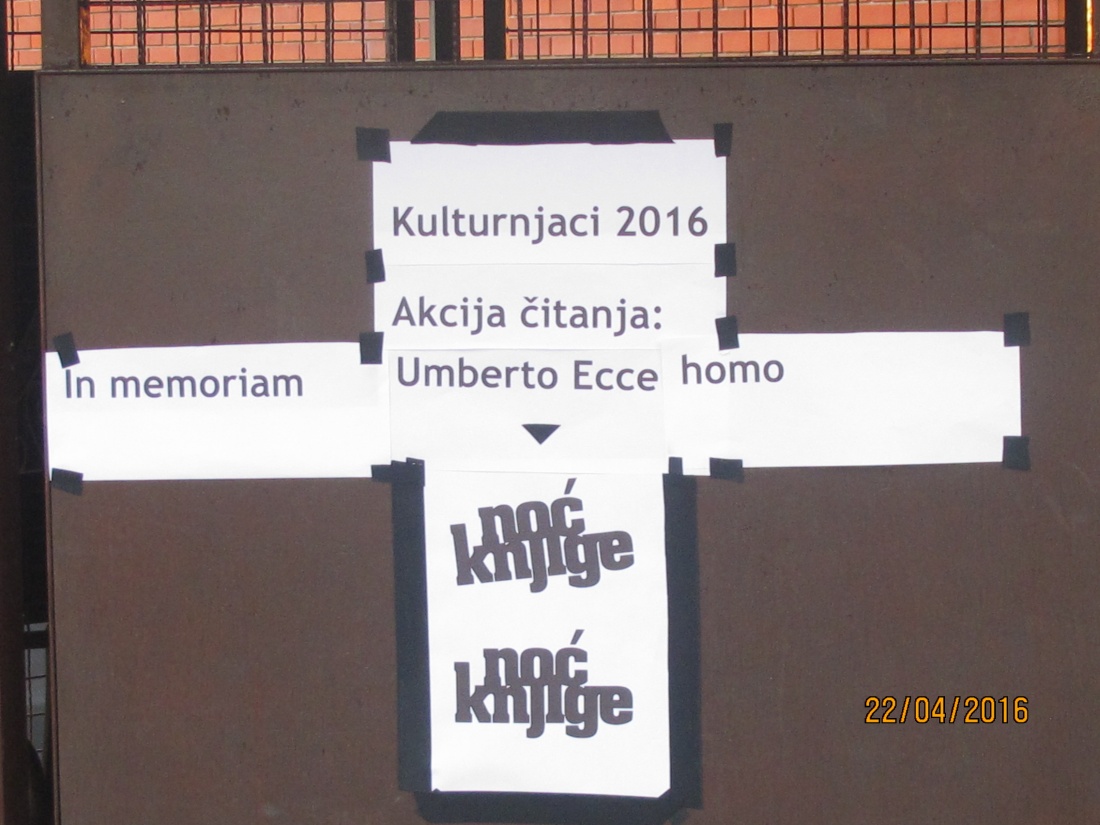 Kulturnjaci 2016
Akcija čitanja:
In memoriam Umberto Ecce homo
noć
knjige
noć
knjige
22/04/2016